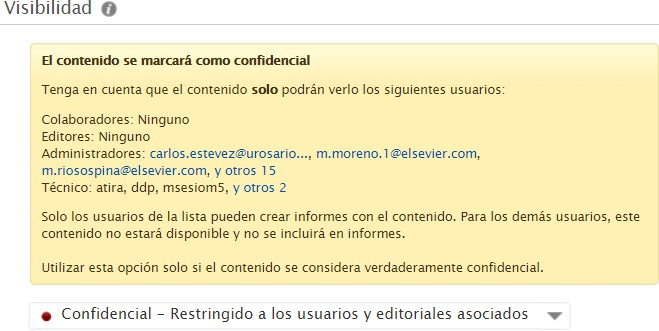 Visibilidad
El contenido se marcará como confidencial
Tenga en cuenta que el contenido solo podrán verlo los siguientes usuarios:
Colaboradores: Ninguno
Editores: Ninguno
Administradores: carlos.estevez@urosario..., m.moreno.1@elsevier.com,
m.riosospina@elsevier.com, y otros 15
Técnico: atira, ddp, msesiom5, y otros 2
Solo los usuarios de la lista pueden crear informes con el contenido. Para los demás usuarios, este
contenido no estará disponible y no se incluirá en informes.
Utilizar esta opción solo si el contenido se considera verdaderamente confidencial.
Confidencial – Restringido a los usuarios y editoriales asociados